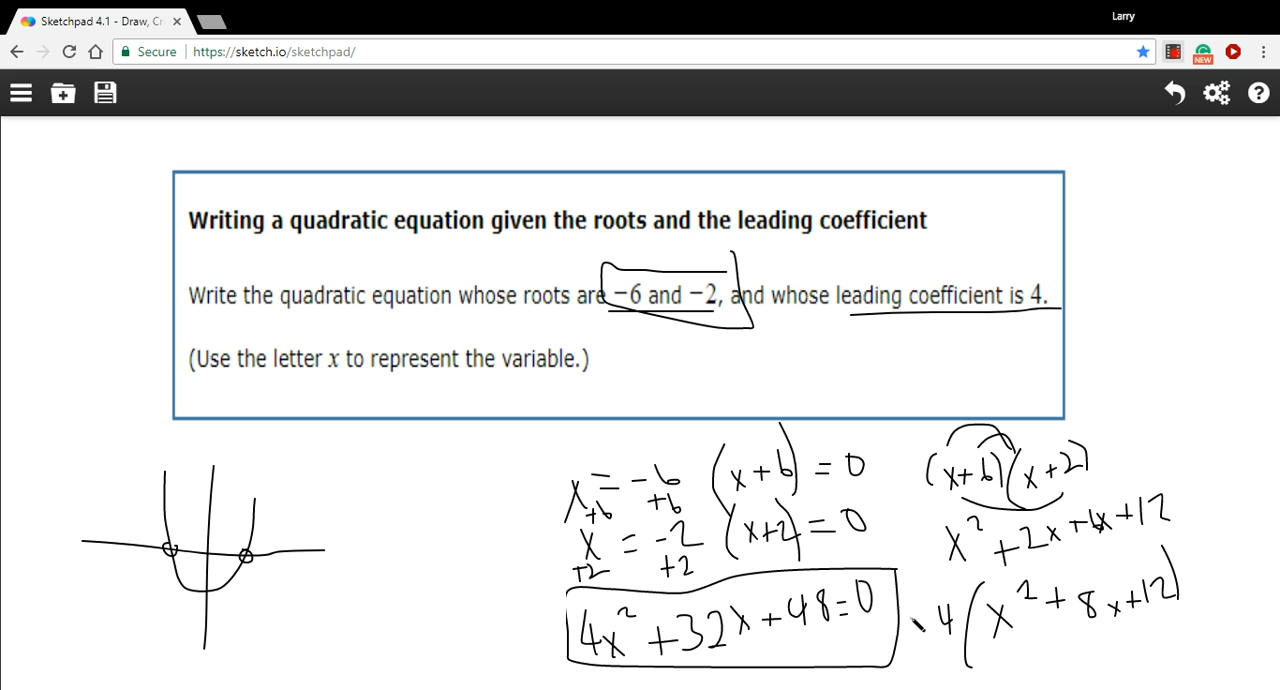 Larry
Sketchpad 4.1 - Draw, Cr
Secure https://sketch.io/sketchpad/
NEW
Writing a quadratic equation given the roots and the leading coefficient
Write the quadratic equation whose roots are −6 and −2, and whose leading coefficient is 4.
(Use the letter x to represent the variable.)
x = -6 (x+6) = 0 (x+6)(x+2)
+6 +6
x = -2 (x+2) = 0 x² + 2x + 6x + 12
+2 +2
4x² + 32x + 48 = 0 4(x² + 8x + 12)